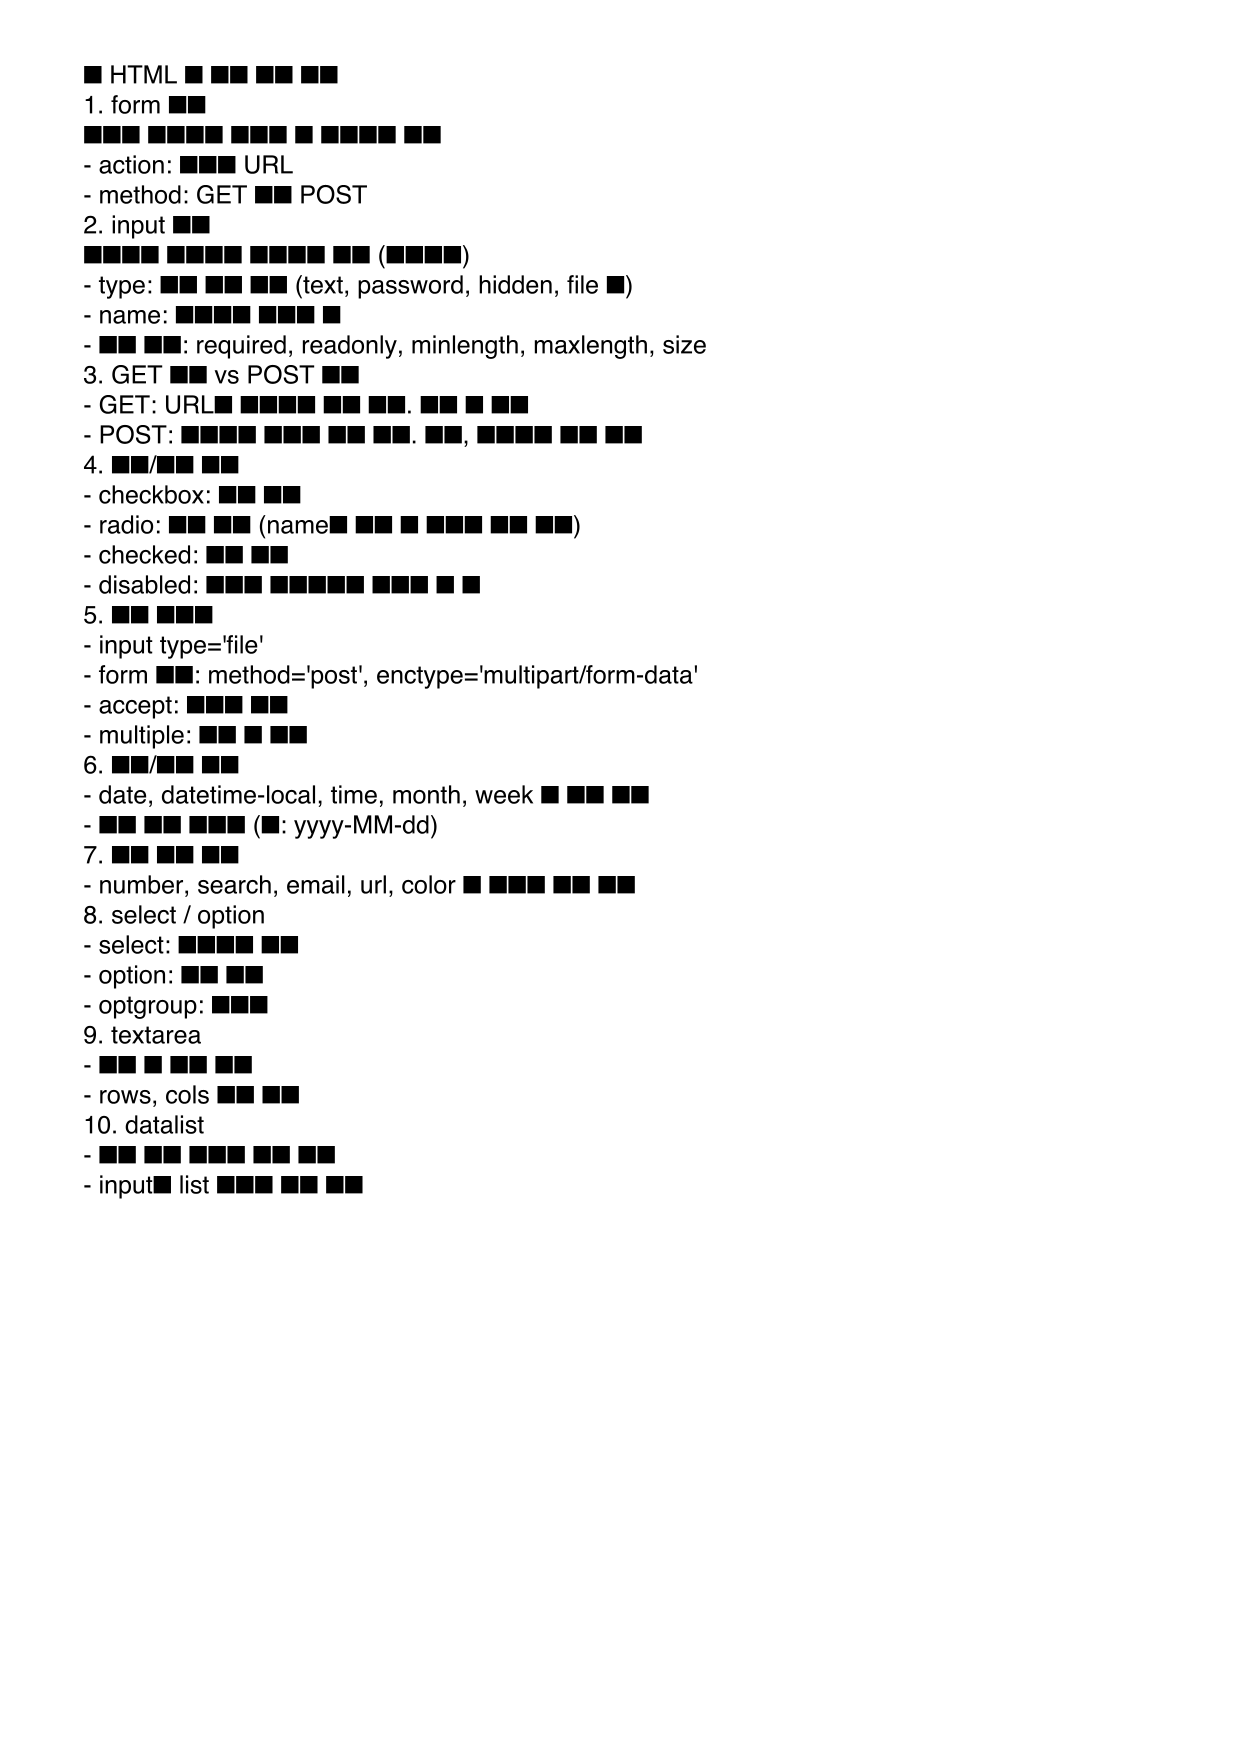 ■ HTML ■ ■■ ■■ ■■
1. form ■■
■■■ ■■■■ ■■■ ■ ■■■■ ■■
- action: ■■■ URL
- method: GET ■■ POST
2. input ■■
■■■■ ■■■■ ■■■■ ■■ (■■■■)
- type: ■■ ■■ ■■ (text, password, hidden, file ■)
- name: ■■■■ ■■■ ■
- ■■ ■■: required, readonly, minlength, maxlength, size
3. GET ■■ vs POST ■■
- GET: URL■ ■■■■ ■■ ■■. ■■ ■ ■■
- POST: ■■■■ ■■■ ■■ ■■. ■■, ■■■■ ■■ ■■
4. ■■/■■ ■■
- checkbox: ■■ ■■
- radio: ■■ ■■ (name■ ■■ ■ ■■■ ■■ ■■)
- checked: ■■ ■■
- disabled: ■■■ ■■■■■ ■■■ ■ ■
5. ■■ ■■■
- input type='file'
- form ■■: method='post', enctype='multipart/form-data'
- accept: ■■■ ■■
- multiple: ■■ ■ ■■
6. ■■/■■ ■■
- date, datetime-local, time, month, week ■ ■■ ■■
- ■■ ■■ ■■■ (■: yyyy-MM-dd)
7. ■■ ■■ ■■
- number, search, email, url, color ■ ■■■ ■■ ■■
8. select / option
- select: ■■■■ ■■
- option: ■■ ■■
- optgroup: ■■■
9. textarea
- ■■ ■ ■■ ■■
- rows, cols ■■ ■■
10. datalist
- ■■ ■■ ■■■ ■■ ■■
- input■ list ■■■ ■■ ■■